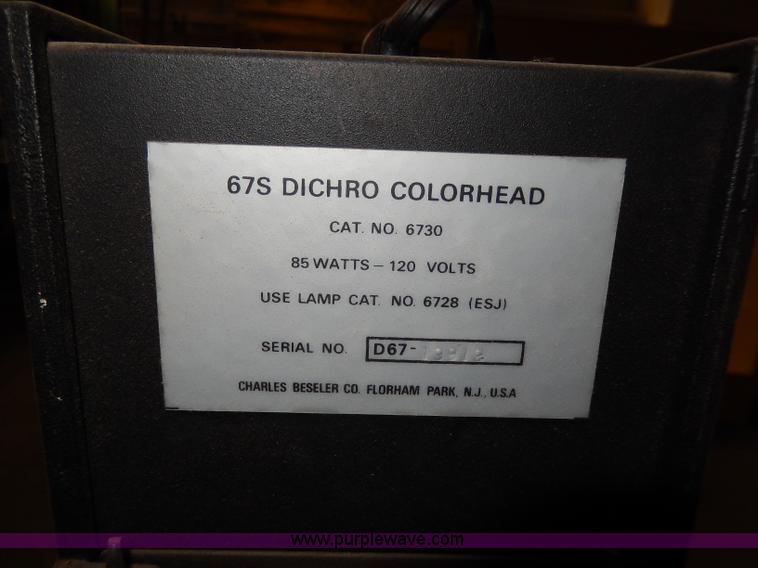 67S DICHRO COLORHEAD
CAT. NO. 6730
85 WATTS – 120 VOLTS
USE LAMP CAT. NO. 6728 (ESJ)
SERIAL NO. D67-
CHARLES BESELER CO. FLORHAM PARK, N.J., U.S.A
www.purplewave.com